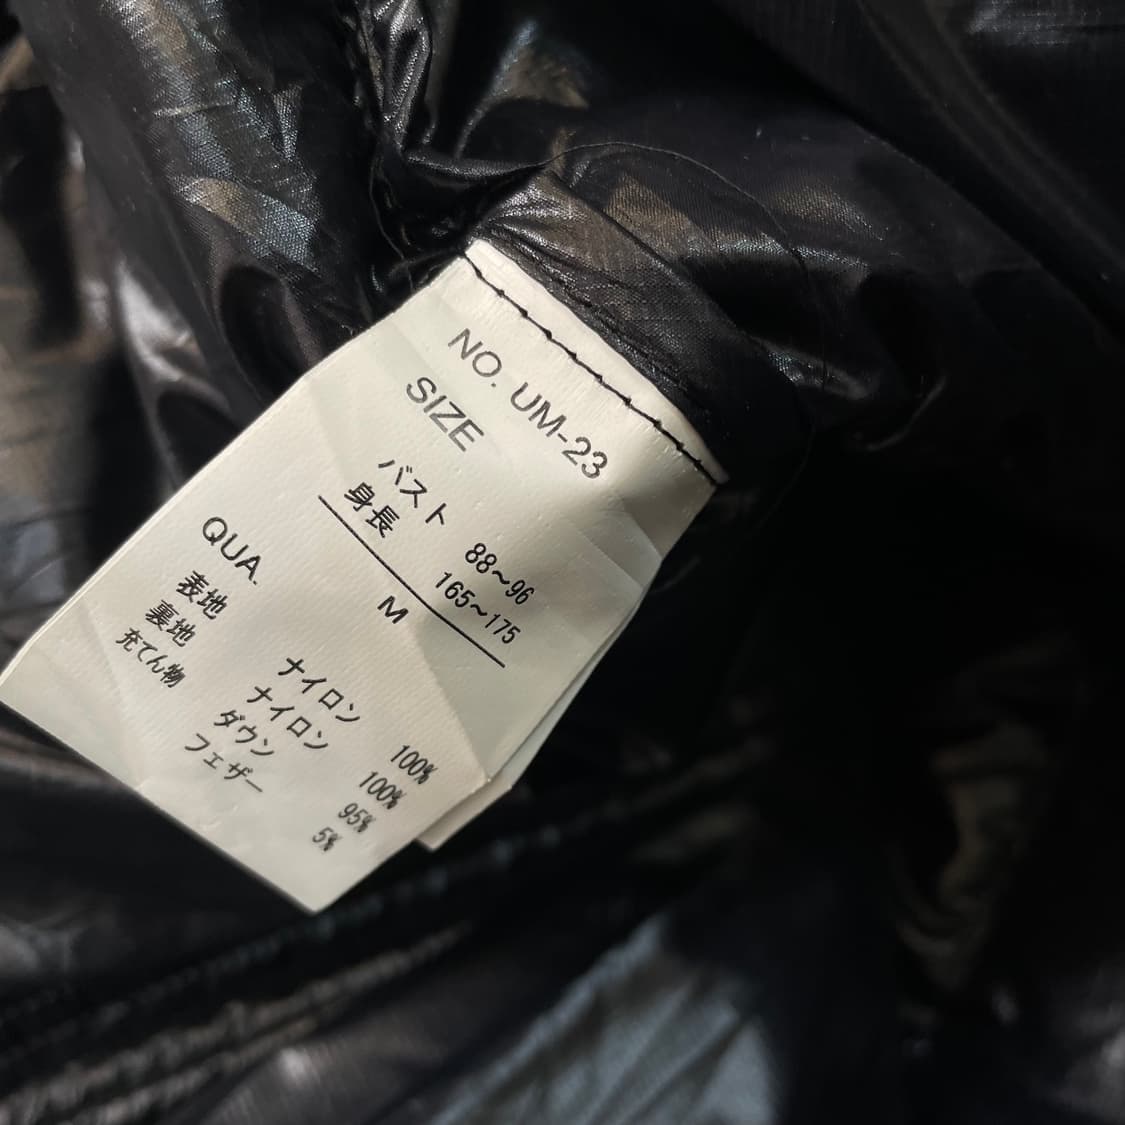 NO. UM-23
SIZE
バスト 88~96
身長 165~175
M
QUA.
表地 ナイロン 100%
裏地 ナイロン 100%
充てん物 ダウン 95%
フェザー 5%